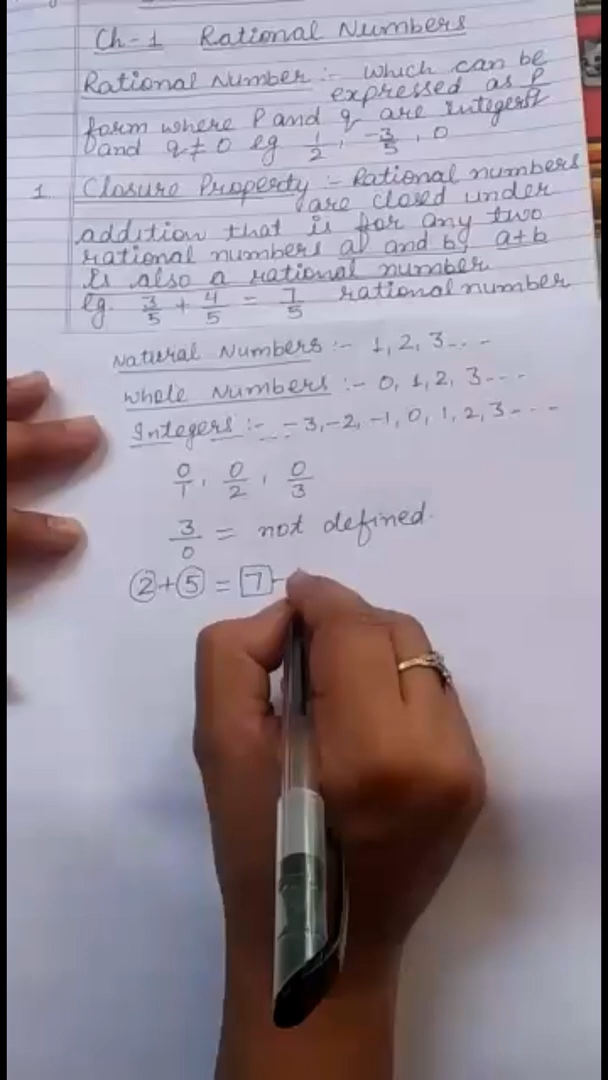 Ch-1 Rational Numbers
Rational Number :- which can be
expressed as P/q
form where P and q are integers
and q ≠ 0 eg 1/2, -3/5, 0
1 Closure Property :- Rational numbers
are closed under
addition that is for any two
rational numbers a and b, a+b
is also a rational number
eg. 3/5 + 4/5 = 7/5 rational number
Natural Numbers :- 1, 2, 3...
Whole Numbers :- 0, 1, 2, 3...
Integers :- ... -3, -2, -1, 0, 1, 2, 3...
0/1, 0/2, 0/3
3/0 = not defined.
2+5 = 7